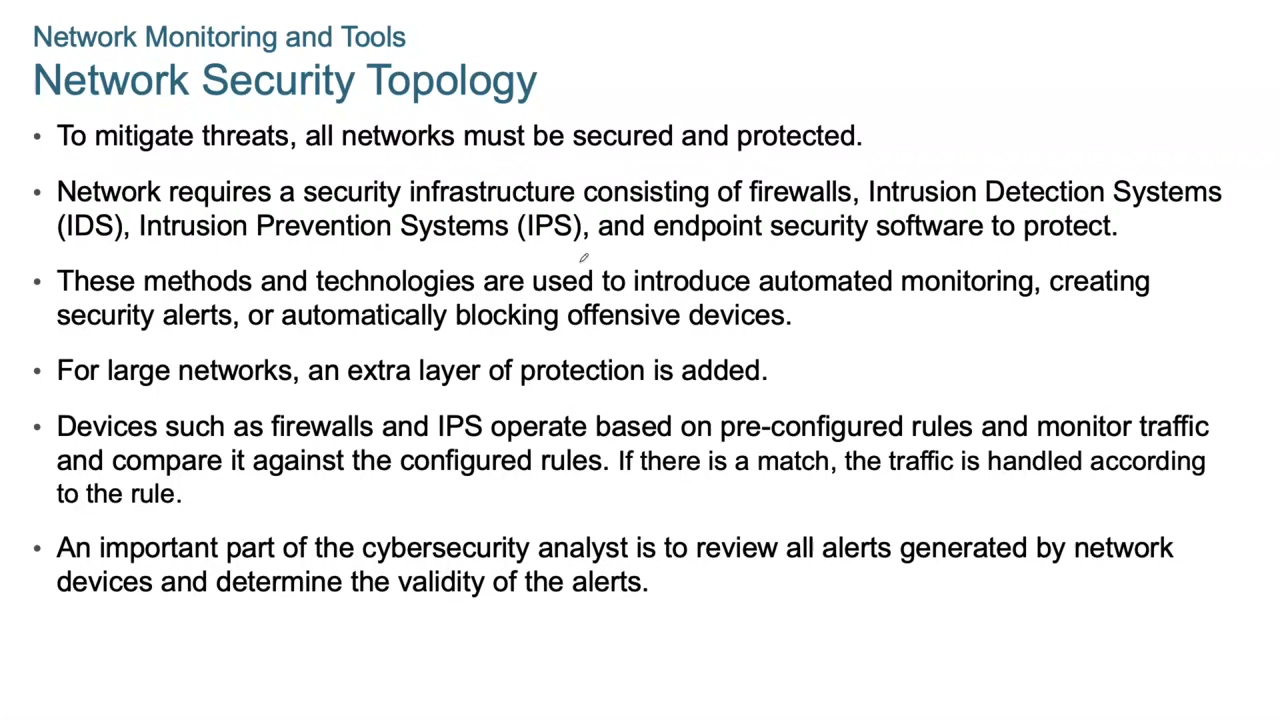 Network Monitoring and Tools
Network Security Topology
• To mitigate threats, all networks must be secured and protected.
• Network requires a security infrastructure consisting of firewalls, Intrusion Detection Systems
(IDS), Intrusion Prevention Systems (IPS), and endpoint security software to protect.
• These methods and technologies are used to introduce automated monitoring, creating
security alerts, or automatically blocking offensive devices.
• For large networks, an extra layer of protection is added.
• Devices such as firewalls and IPS operate based on pre-configured rules and monitor traffic
and compare it against the configured rules. If there is a match, the traffic is handled according
to the rule.
• An important part of the cybersecurity analyst is to review all alerts generated by network
devices and determine the validity of the alerts.